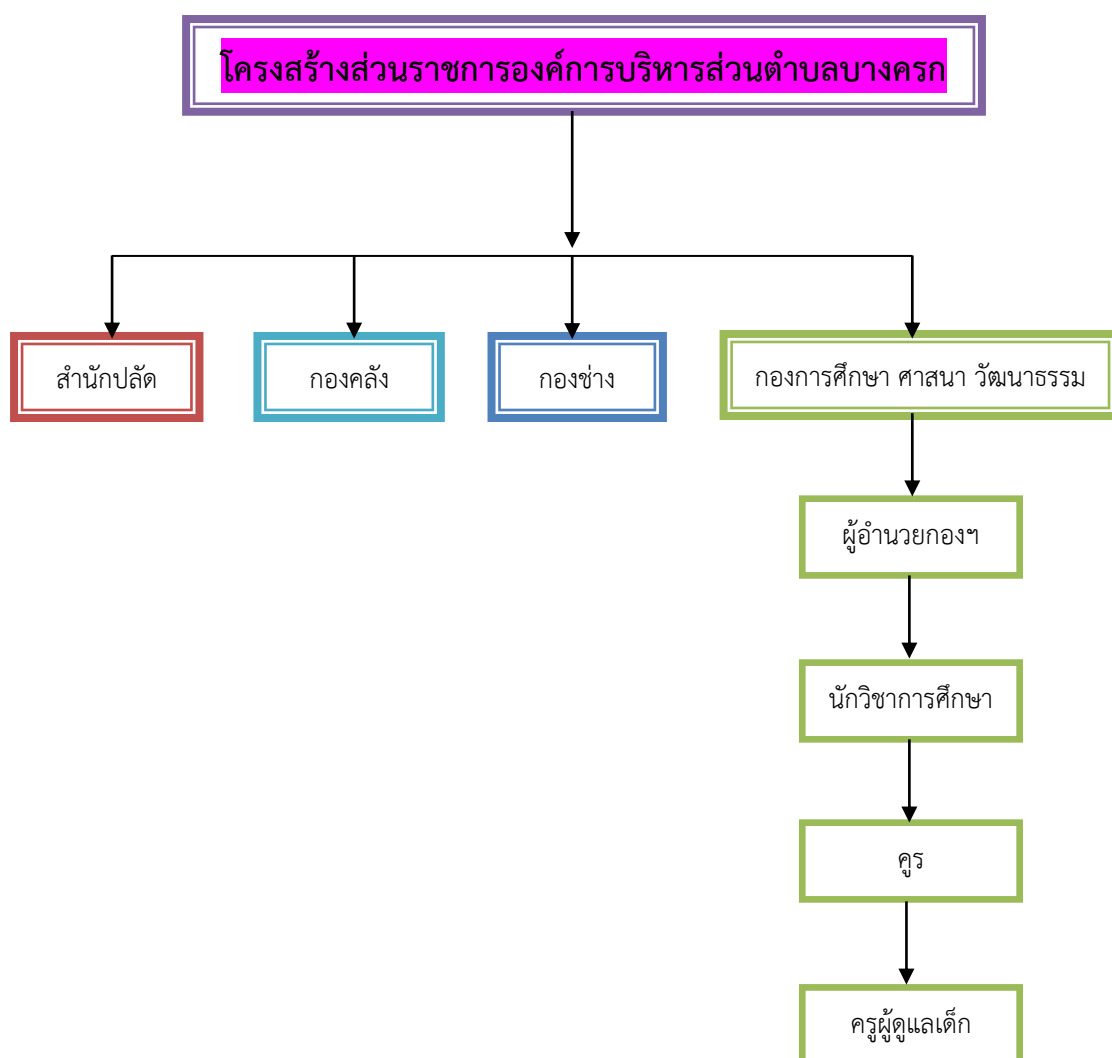 โครงสร้างส่วนราชการองค์การบริหารส่วนตำบลบางครก
สำนักปลัด
กองคลัง
กองช่าง
กองการศึกษา ศาสนา วัฒนาธรรม
ผู้อำนวยกองฯ
นักวิชาการศึกษา
คูร
ครูผู้ดูแลเด็ก